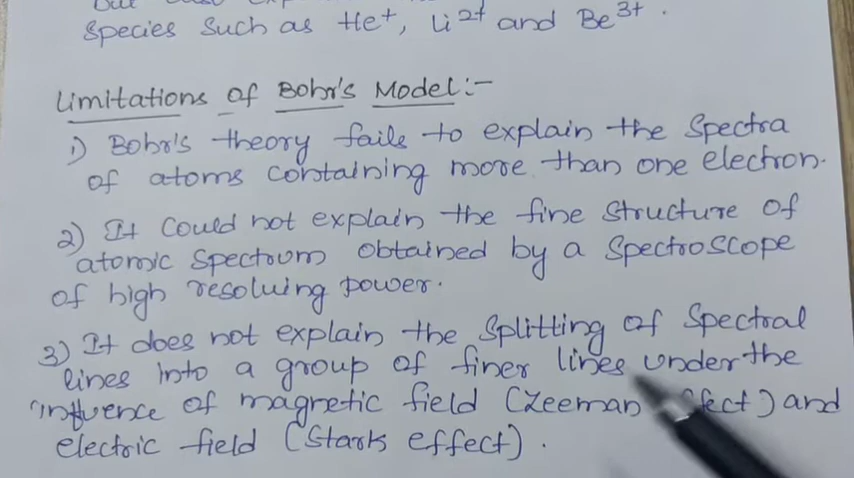 Species Such as He+, Li2+ and Be3+.
Limitations of Bohr's Model:-
1) Bohr's theory fails to explain the Spectra
of atoms containing more than one electron.
2) It could not explain the fine structure of
atomic spectrum obtained by a spectroscope
of high resolving power.
3) It does not explain the splitting of spectral
lines into a group of finer lines under the
influence of magnetic field (Zeeman effect) and
electric field (Stark effect).